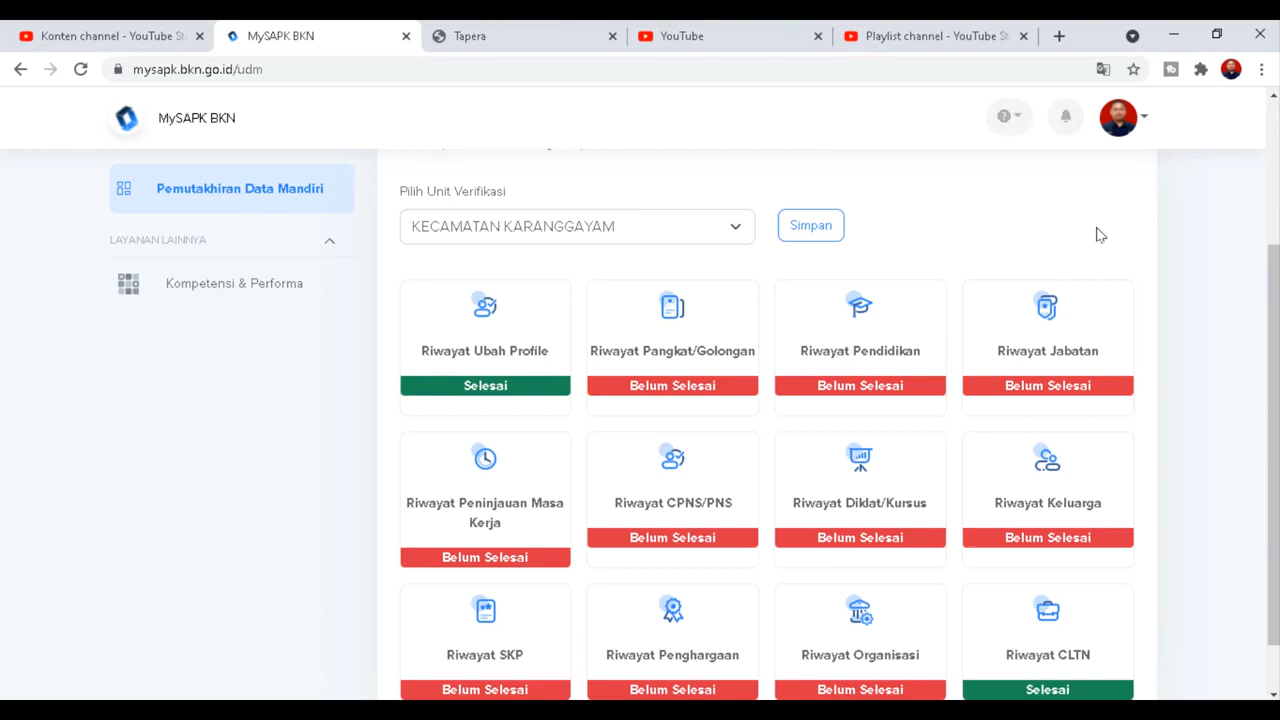 Konten channel - YouTube St
MySAPK BKN
Tapera
YouTube
Playlist channel - YouTube St
mysapk.bkn.go.id/udm
MySAPK BKN
Pemutakhiran Data Mandiri
LAYANAN LAINNYA
Kompetensi & Performa
Pilih Unit Verifikasi
KECAMATAN KARANGGAYAM
Simpan
Riwayat Ubah Profile
Selesai
Riwayat Pangkat/Golongan
Belum Selesai
Riwayat Pendidikan
Belum Selesai
Riwayat Jabatan
Belum Selesai
Riwayat Peninjauan Masa
Kerja
Belum Selesai
Riwayat CPNS/PNS
Belum Selesai
Riwayat Diklat/Kursus
Belum Selesai
Riwayat Keluarga
Belum Selesai
Riwayat SKP
Belum Selesai
Riwayat Penghargaan
Belum Selesai
Riwayat Organisasi
Belum Selesai
Riwayat CLTN
Selesai